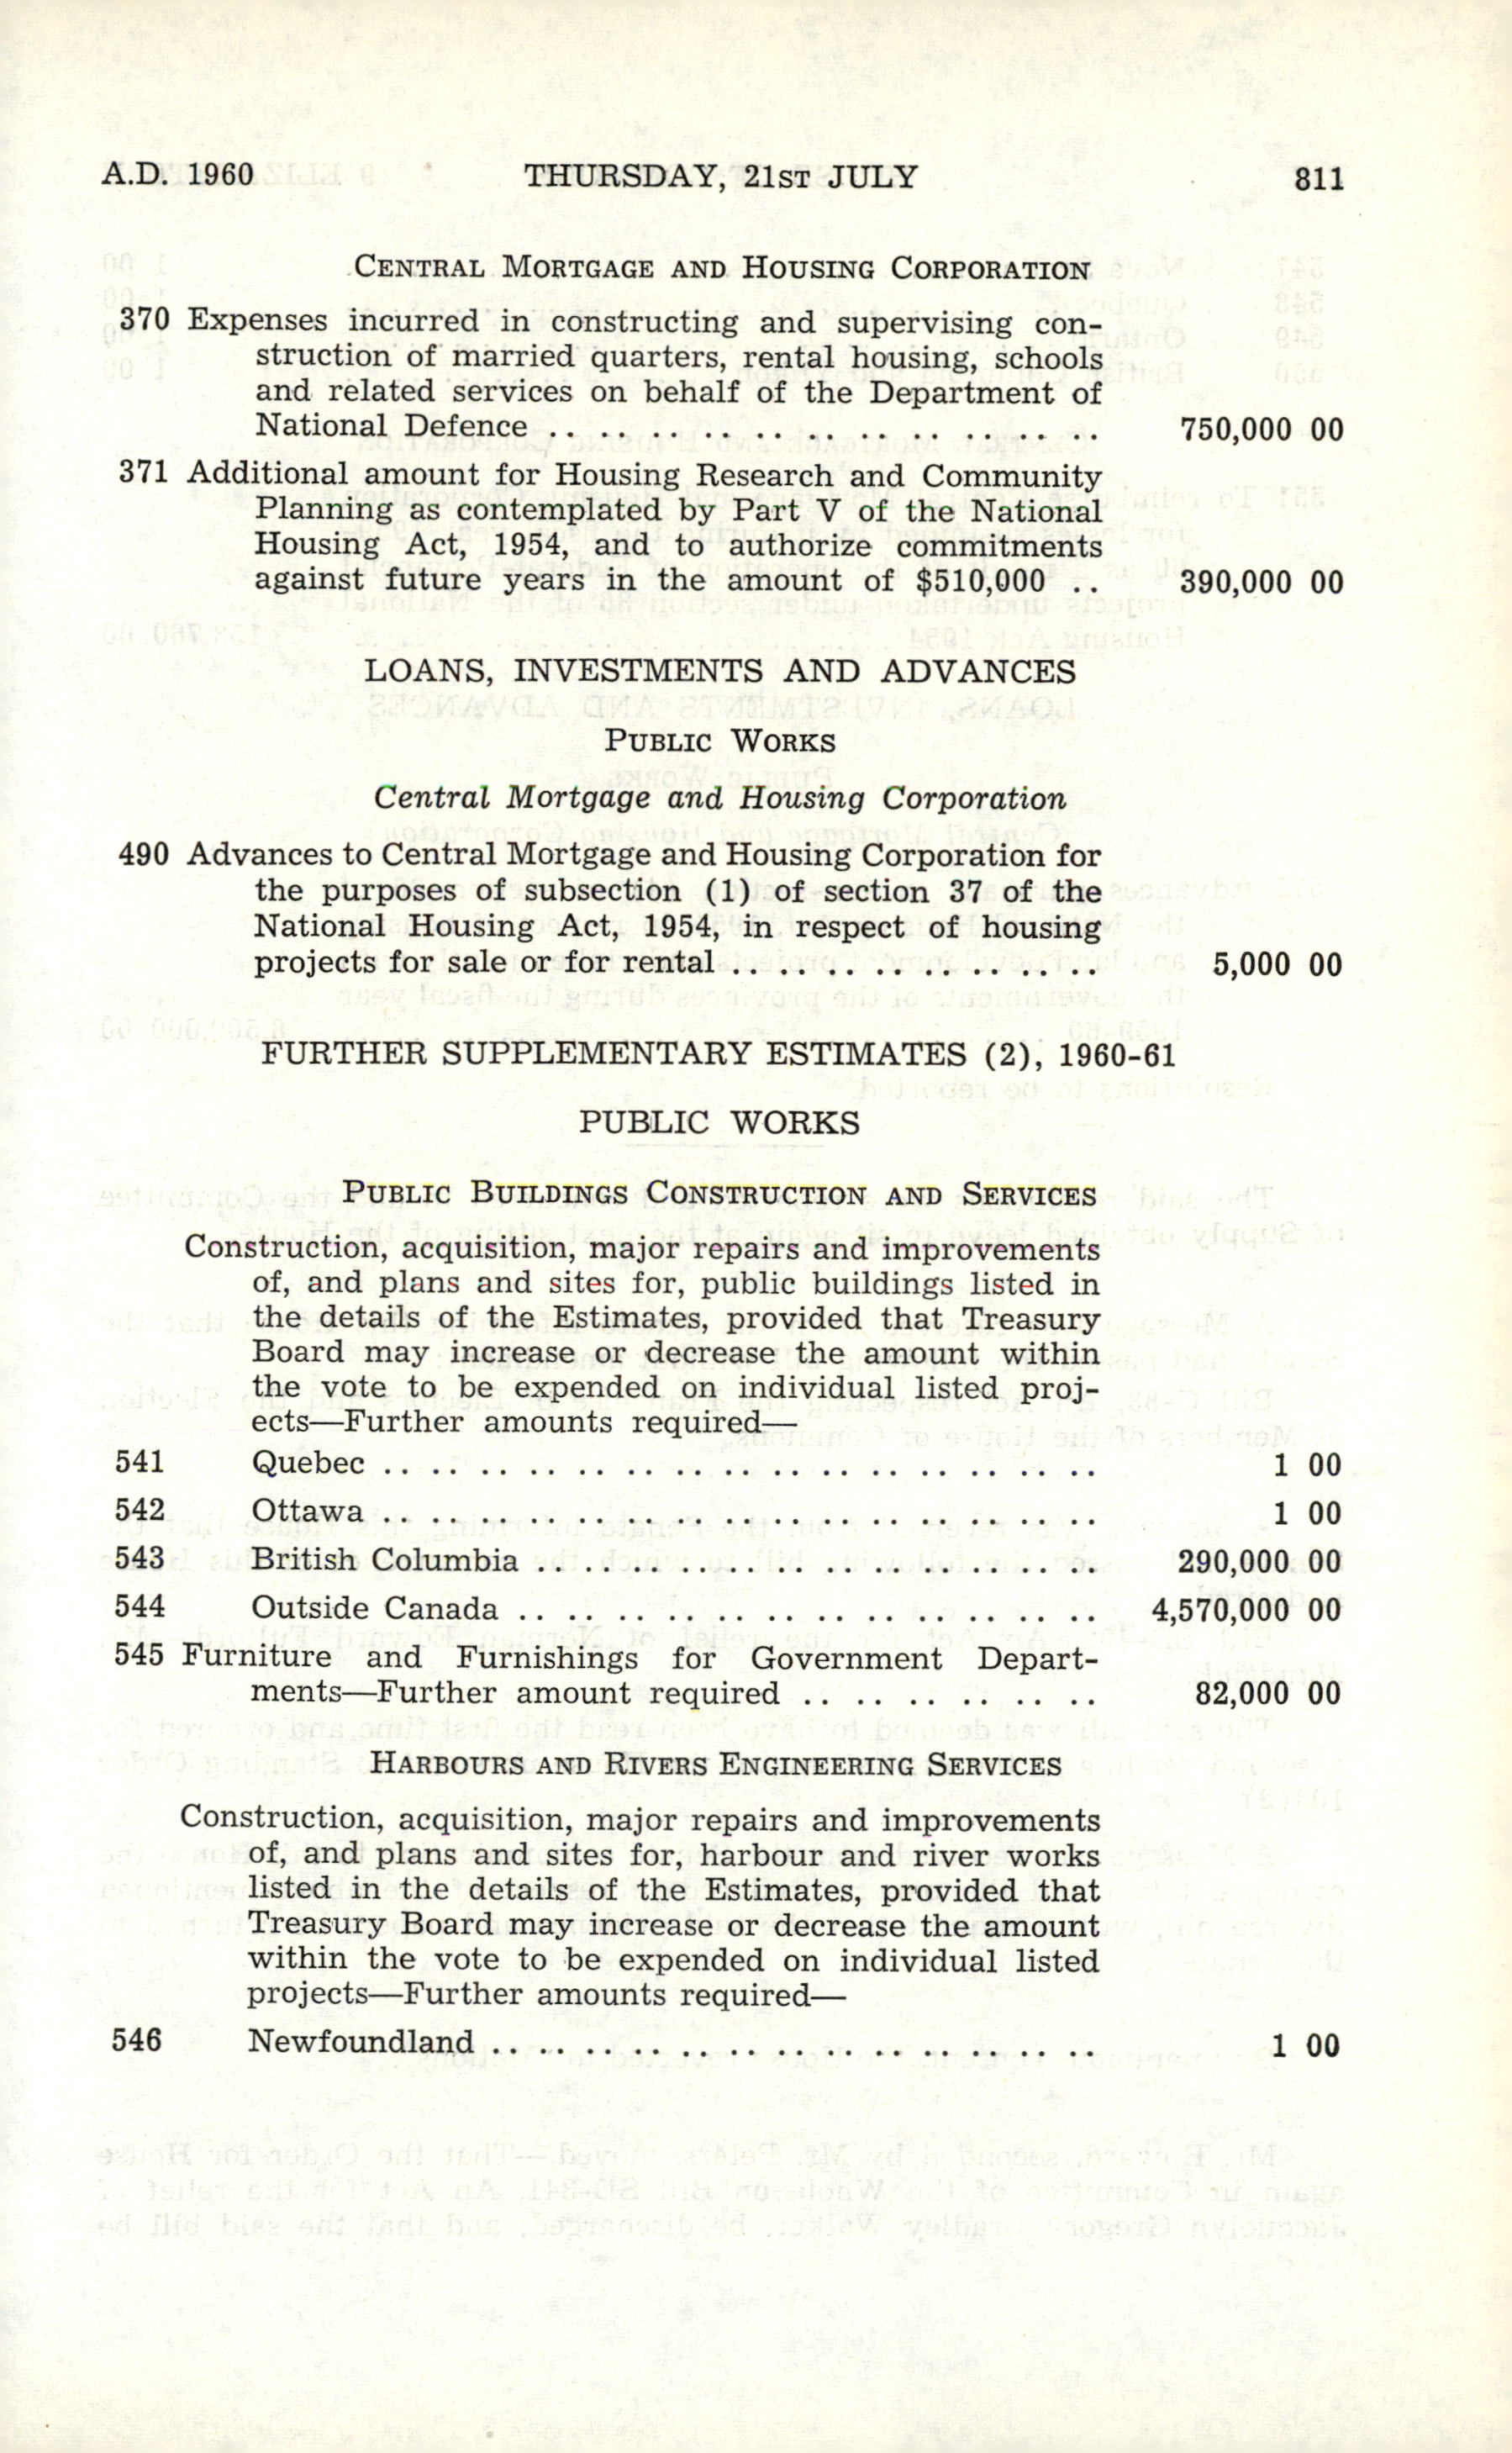 A.D. 1960 THURSDAY, 21ST JULY 811
CENTRAL MORTGAGE AND HOUSING CORPORATION
370 Expenses incurred in constructing and supervising con-
struction of married quarters, rental housing, schools
and related services on behalf of the Department of
National Defence .. .. .. .. .. .. .. .. .. .. .. 750,000 00
371 Additional amount for Housing Research and Community
Planning as contemplated by Part V of the National
Housing Act, 1954, and to authorize commitments
against future years in the amount of $510,000 .. 390,000 00
LOANS, INVESTMENTS AND ADVANCES
PUBLIC WORKS
Central Mortgage and Housing Corporation
490 Advances to Central Mortgage and Housing Corporation for
the purposes of subsection (1) of section 37 of the
National Housing Act, 1954, in respect of housing
projects for sale or for rental .. .. .. .. .. .. .. .. 5,000 00
FURTHER SUPPLEMENTARY ESTIMATES (2), 1960-61
PUBLIC WORKS
PUBLIC BUILDINGS CONSTRUCTION AND SERVICES
Construction, acquisition, major repairs and improvements
of, and plans and sites for, public buildings listed in
the details of the Estimates, provided that Treasury
Board may increase or decrease the amount within
the vote to be expended on individual listed proj-
ects—Further amounts required—
541 Quebec .. .. .. .. .. .. .. .. .. .. .. .. .. .. .. 1 00
542 Ottawa .. .. .. .. .. .. .. .. .. .. .. .. .. .. .. 1 00
543 British Columbia .. .. .. .. .. .. .. .. .. .. .. .. 290,000 00
544 Outside Canada .. .. .. .. .. .. .. .. .. .. .. .. 4,570,000 00
545 Furniture and Furnishings for Government Depart-
ments—Further amount required .. .. .. .. .. .. 82,000 00
HARBOURS AND RIVERS ENGINEERING SERVICES
Construction, acquisition, major repairs and improvements
of, and plans and sites for, harbour and river works
listed in the details of the Estimates, provided that
Treasury Board may increase or decrease the amount
within the vote to be expended on individual listed
projects—Further amounts required—
546 Newfoundland .. .. .. .. .. .. .. .. .. .. .. .. .. 1 00